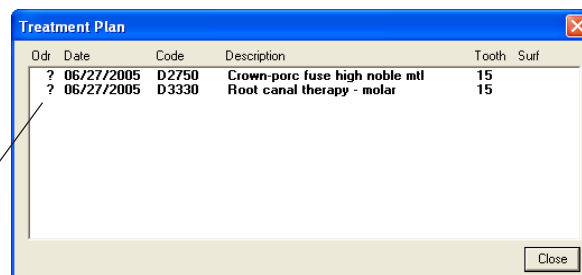 Treatment Plan
Odr Date Code Description Tooth Surf
? 06/27/2005 D2750 Crown-porc fuse high noble mtl 15
? 06/27/2005 D3330 Root canal therapy - molar 15
Close